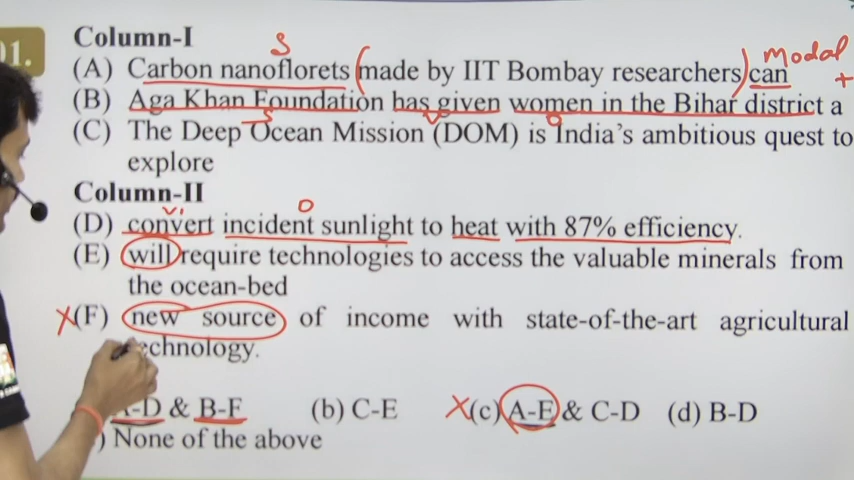 01.
Column-I
S
Modal
(A) Carbon nanoflorets (made by IIT Bombay researchers) can +
(B) Aga Khan Foundation has given women in the Bihar district a
S V O
(C) The Deep Ocean Mission (DOM) is India's ambitious quest to
explore
Column-II
V1 O
(D) convert incident sunlight to heat with 87% efficiency.
(E) will require technologies to access the valuable minerals from
the ocean-bed
X(F) new source of income with state-of-the-art agricultural
technology.
A-D & B-F (b) C-E X(c) A-E & C-D (d) B-D
) None of the above